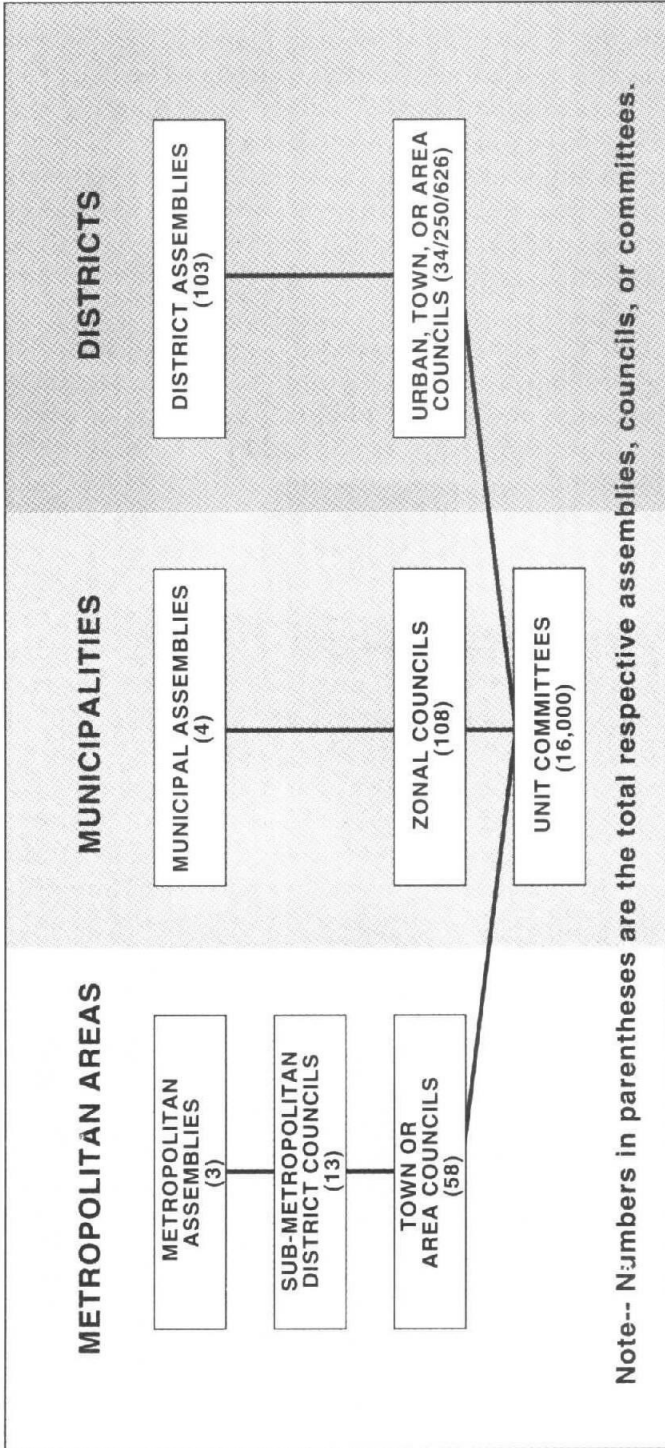 METROPOLITAN AREAS
METROPOLITAN
ASSEMBLIES
(3)
SUB-METROPOLITAN
DISTRICT COUNCILS
(13)
TOWN OR
AREA COUNCILS
(58)
MUNICIPALITIES
MUNICIPAL ASSEMBLIES
(4)
ZONAL COUNCILS
(108)
UNIT COMMITTEES
(16,000)
DISTRICTS
DISTRICT ASSEMBLIES
(103)
URBAN, TOWN, OR AREA
COUNCILS (34/250/626)
Note-- Numbers in parentheses are the total respective assemblies, councils, or committees.